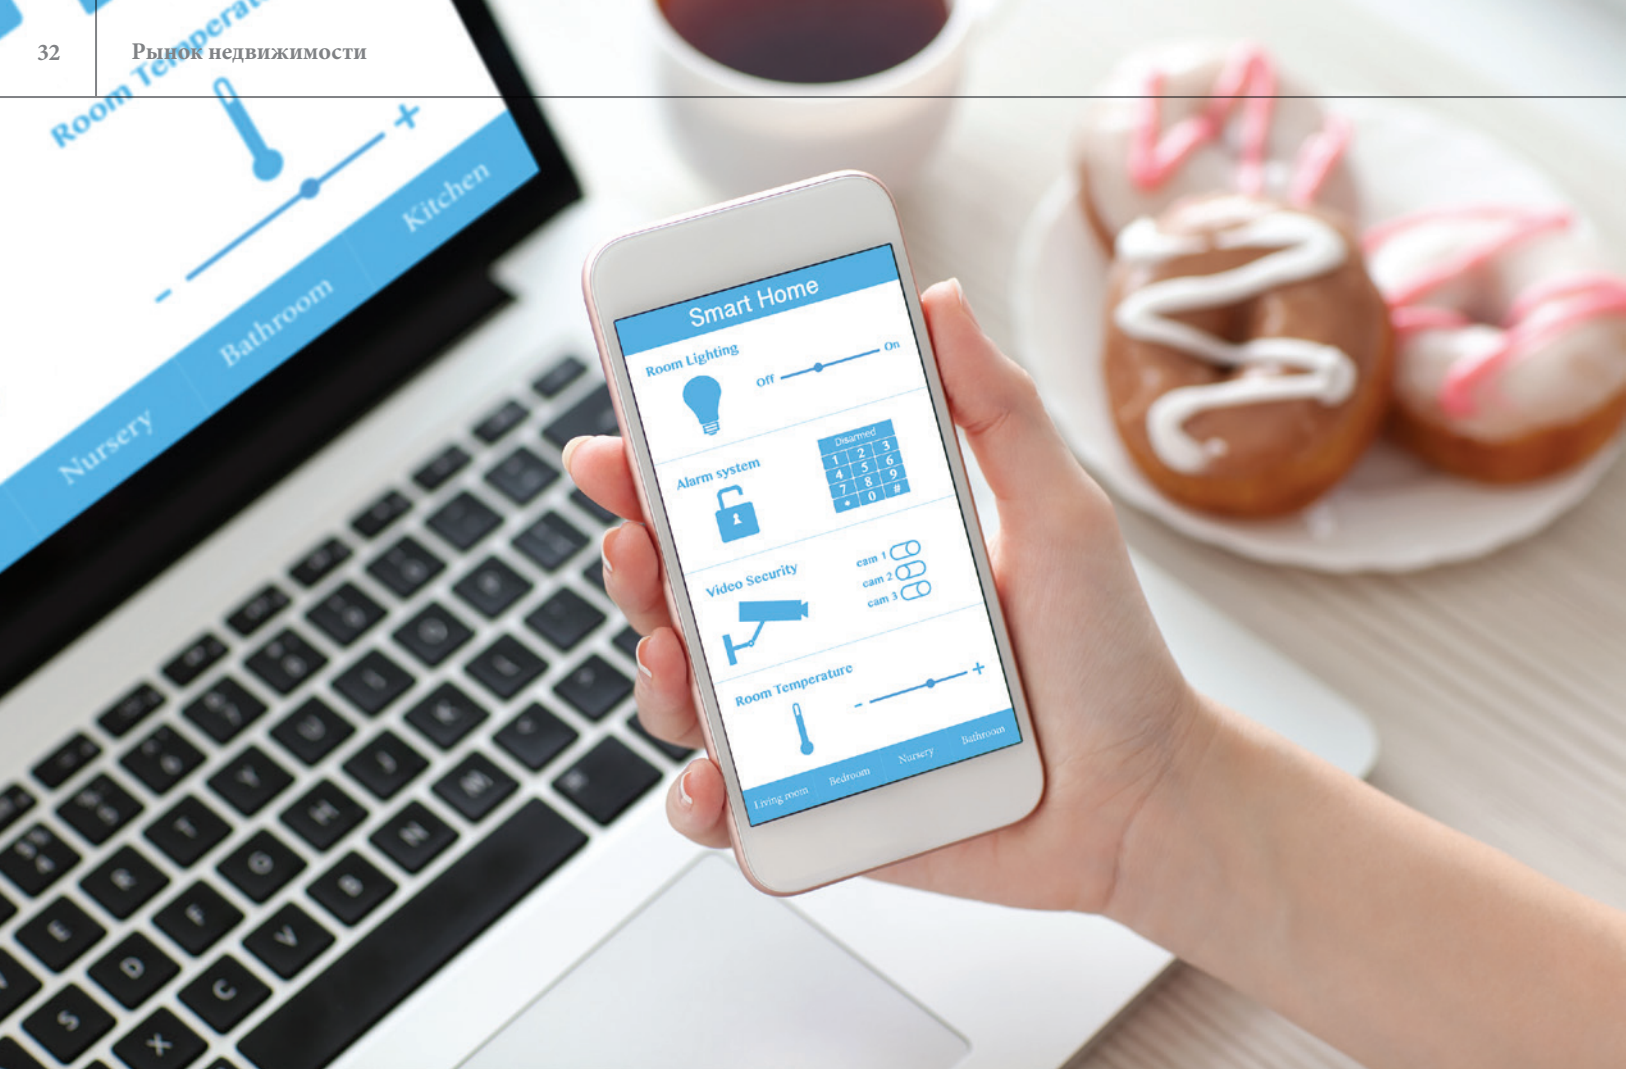 32
Рынок недвижимости
Room Temperat
+
-
Nursery
Bathroom
Kitchen
Smart Home
Room Lighting
Off
On
Alarm system
Disarmed
1 2 3
4 5 6
7 8 9
* 0 #
Video Security
cam 1
cam 2
cam 3
Room Temperature
- +
Living room
Bedroom
Nursery
Bathroom